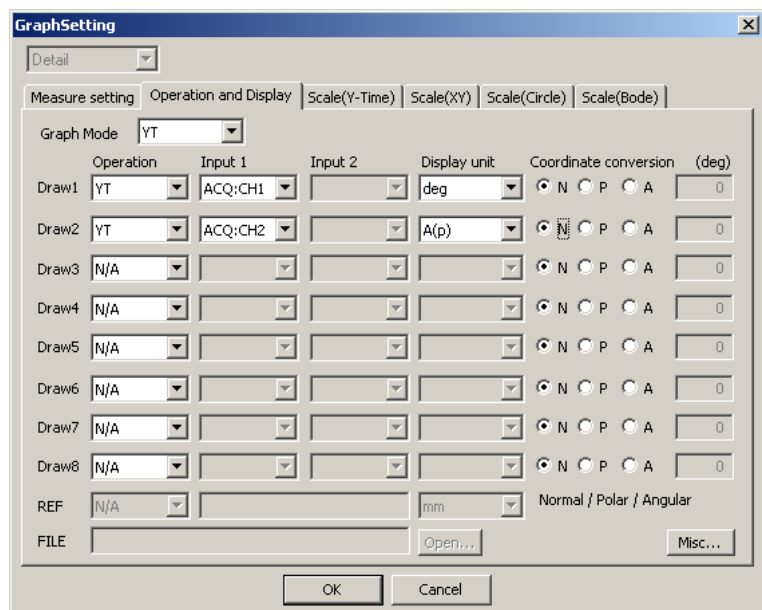 GraphSetting
Detail
Measure setting Operation and Display Scale(Y-Time) Scale(XY) Scale(Circle) Scale(Bode)
Graph Mode YT
Operation Input 1 Input 2 Display unit Coordinate conversion (deg)
Draw1 YT ACQ:CH1 deg N P A 0
Draw2 YT ACQ:CH2 A(p) N P A 0
Draw3 N/A N P A 0
Draw4 N/A N P A 0
Draw5 N/A N P A 0
Draw6 N/A N P A 0
Draw7 N/A N P A 0
Draw8 N/A N P A 0
REF N/A mm Normal / Polar / Angular
FILE Open... Misc...
OK Cancel